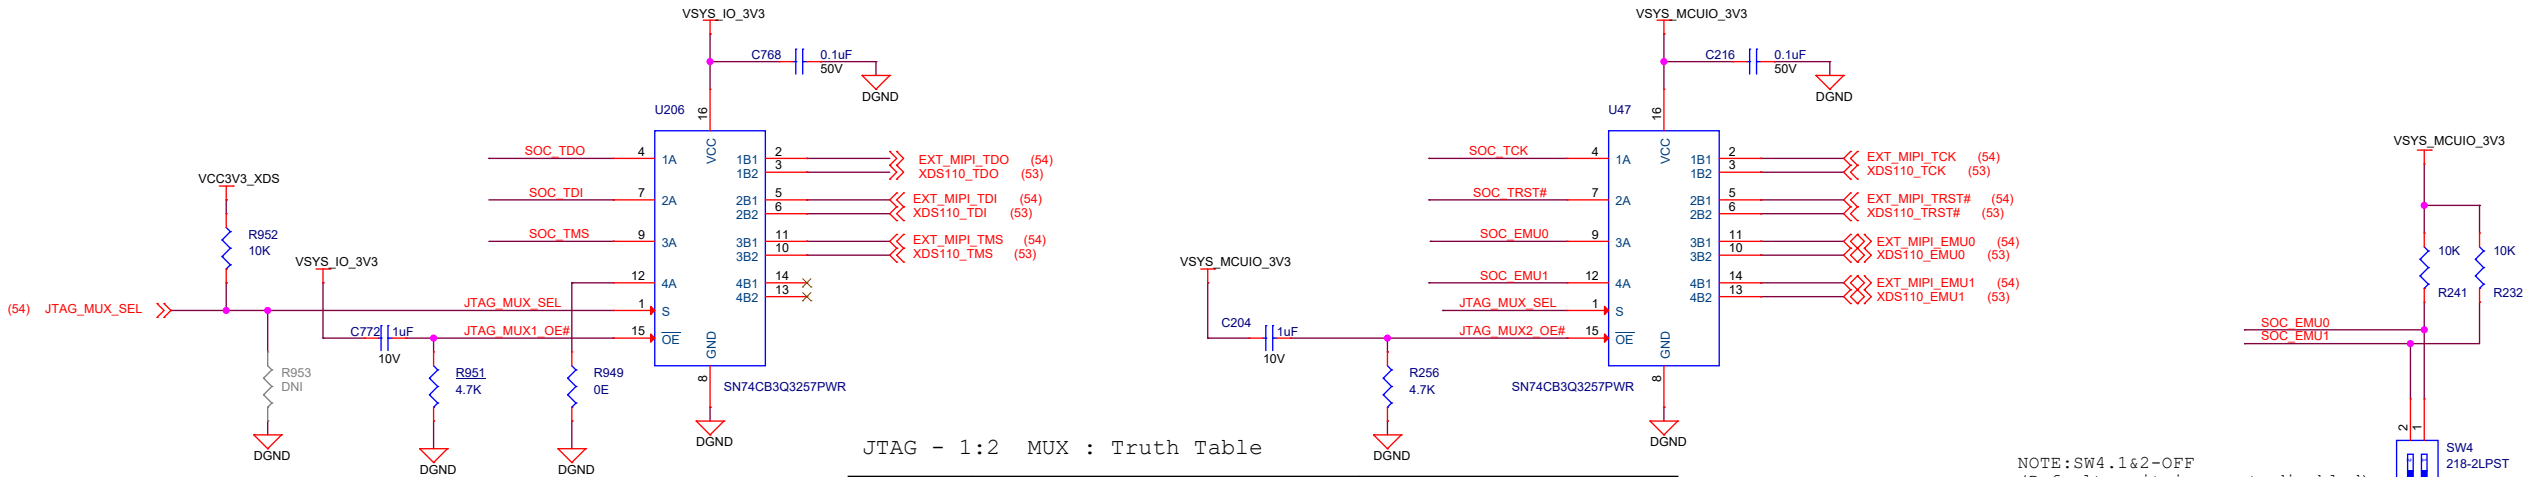 VSYS_IO_3V3
C768
0.1uF
50V
DGND
U206
16
VCC
SOC_TDO
4
1A
1B1
2
EXT_MIPI_TDO (54)
1B2
3
XDS110_TDO (53)
SOC_TDI
7
2A
2B1
5
EXT_MIPI_TDI (54)
2B2
6
XDS110_TDI (53)
SOC_TMS
9
3A
3B1
11
EXT_MIPI_TMS (54)
3B2
10
XDS110_TMS (53)
12
4A
4B1
14
4B2
13
VCC3V3_XDS
R952
10K
VSYS_IO_3V3
(54) JTAG_MUX_SEL
JTAG_MUX_SEL
1
S
C772
1uF
10V
JTAG_MUX1_OE#
15
OE
GND
8
R953
DNI
DGND
R951
4.7K
DGND
R949
0E
DGND
SN74CB3Q3257PWR
DGND
JTAG - 1:2 MUX : Truth Table
VSYS_MCUIO_3V3
C216
0.1uF
50V
DGND
U47
16
VCC
SOC_TCK
4
1A
1B1
2
EXT_MIPI_TCK (54)
1B2
3
XDS110_TCK (53)
SOC_TRST#
7
2A
2B1
5
EXT_MIPI_TRST# (54)
2B2
6
XDS110_TRST# (53)
SOC_EMU0
9
3A
3B1
11
EXT_MIPI_EMU0 (54)
3B2
10
XDS110_EMU0 (53)
SOC_EMU1
12
4A
4B1
14
EXT_MIPI_EMU1 (54)
4B2
13
XDS110_EMU1 (53)
JTAG_MUX_SEL
1
S
VSYS_MCUIO_3V3
C204
1uF
10V
JTAG_MUX2_OE#
15
OE
GND
8
R256
4.7K
DGND
SN74CB3Q3257PWR
DGND
VSYS_MCUIO_3V3
10K
R241
10K
R232
SOC_EMU0
SOC_EMU1
2
1
SW4
218-2LPST
NOTE:SW4.1&2-OFF